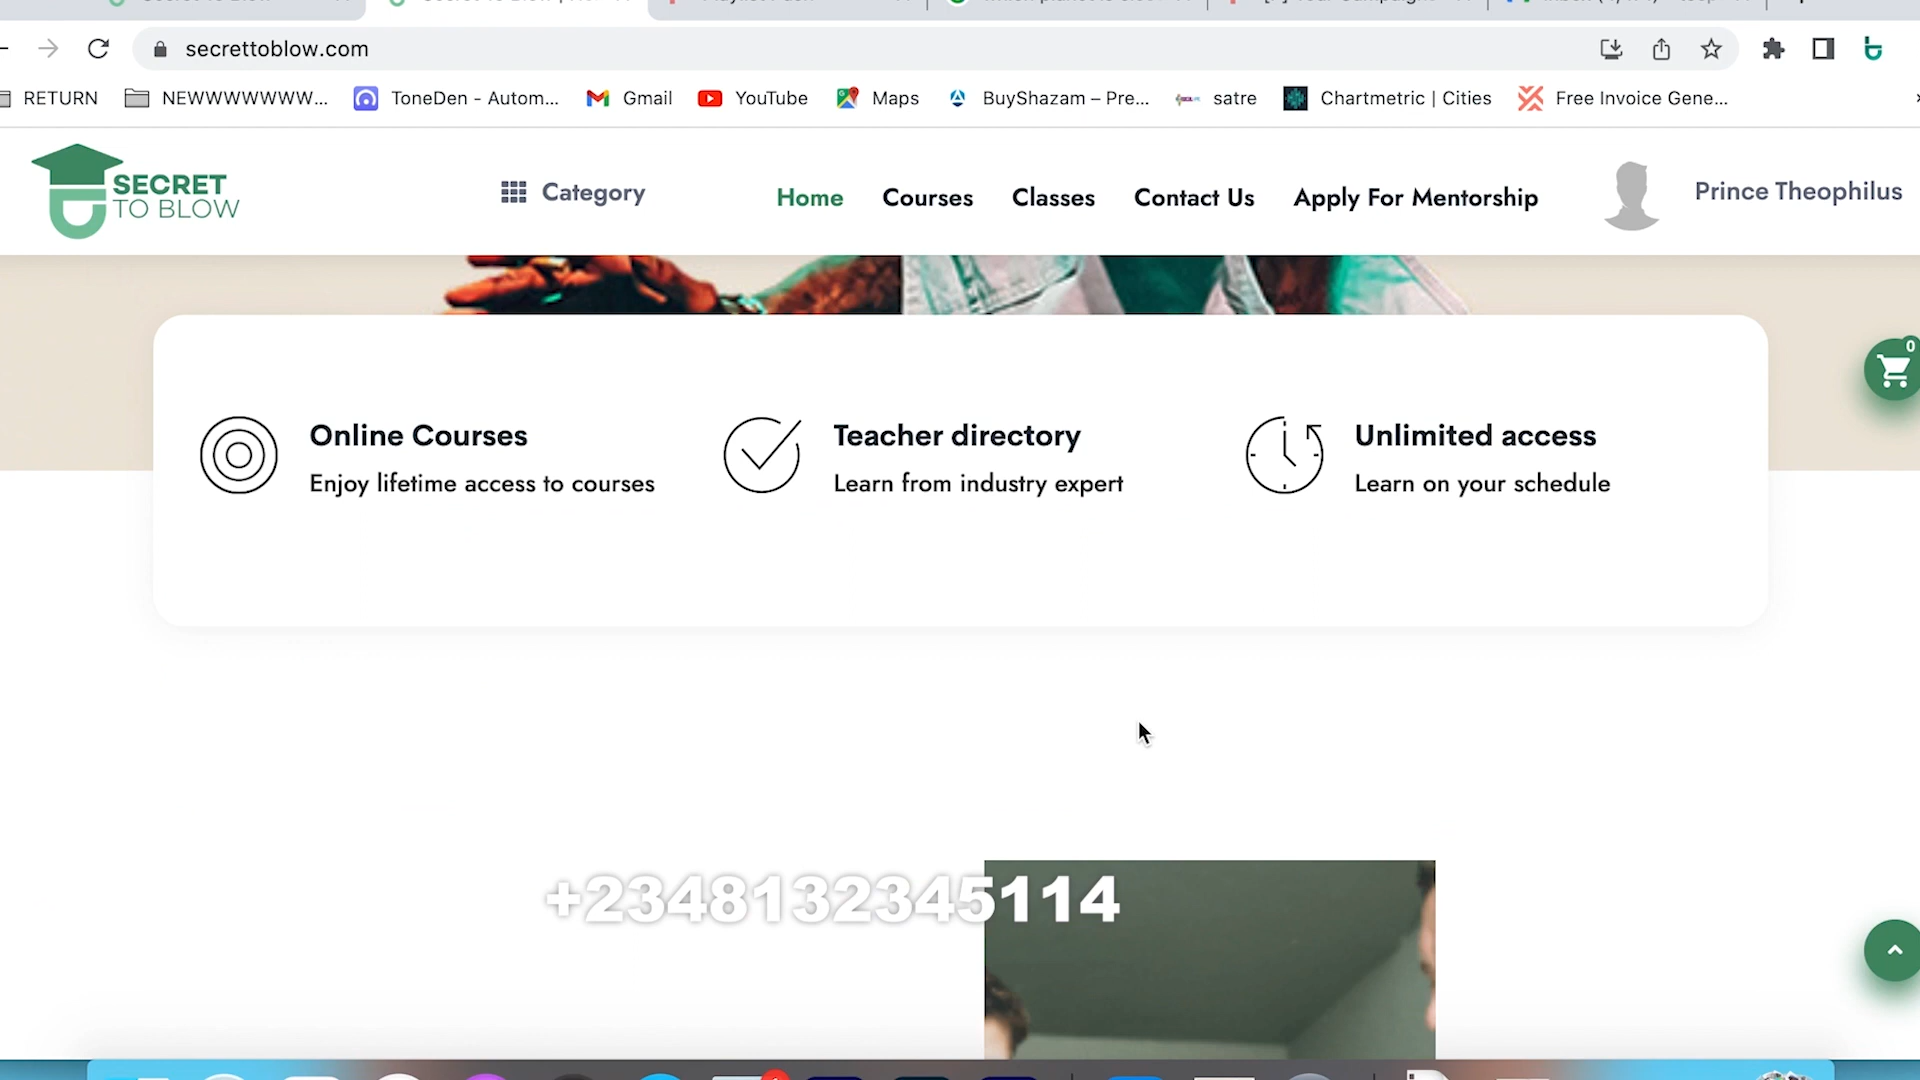 secrettoblow.com
RETURN
NEWWWWWWW...
ToneDen - Autom...
Gmail
YouTube
Maps
BuyShazam – Pre...
satre
Chartmetric | Cities
Free Invoice Gene...
SECRET
TO BLOW
Category
Home
Courses
Classes
Contact Us
Apply For Mentorship
Prince Theophilus
0
Online Courses
Enjoy lifetime access to courses
Teacher directory
Learn from industry expert
Unlimited access
Learn on your schedule
+2348132345114